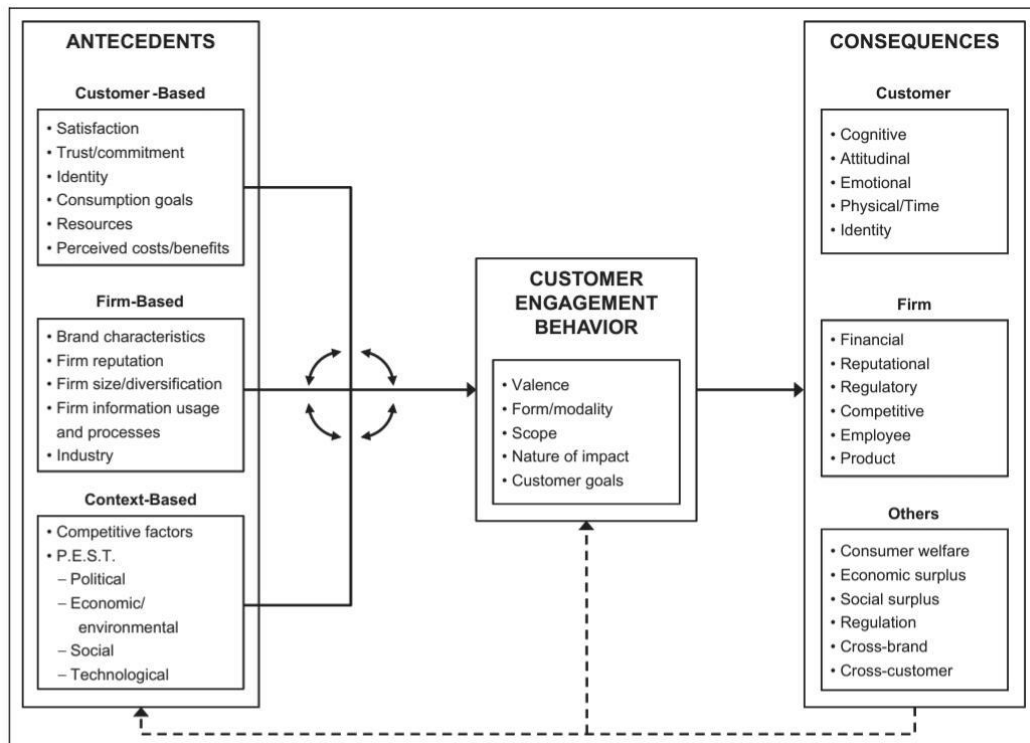 ANTECEDENTS
Customer-Based
• Satisfaction
• Trust/commitment
• Identity
• Consumption goals
• Resources
• Perceived costs/benefits
Firm-Based
• Brand characteristics
• Firm reputation
• Firm size/diversification
• Firm information usage
and processes
• Industry
Context-Based
• Competitive factors
• P.E.S.T.
– Political
– Economic/
environmental
– Social
– Technological
CUSTOMER
ENGAGEMENT
BEHAVIOR
• Valence
• Form/modality
• Scope
• Nature of impact
• Customer goals
CONSEQUENCES
Customer
• Cognitive
• Attitudinal
• Emotional
• Physical/Time
• Identity
Firm
• Financial
• Reputational
• Regulatory
• Competitive
• Employee
• Product
Others
• Consumer welfare
• Economic surplus
• Social surplus
• Regulation
• Cross-brand
• Cross-customer